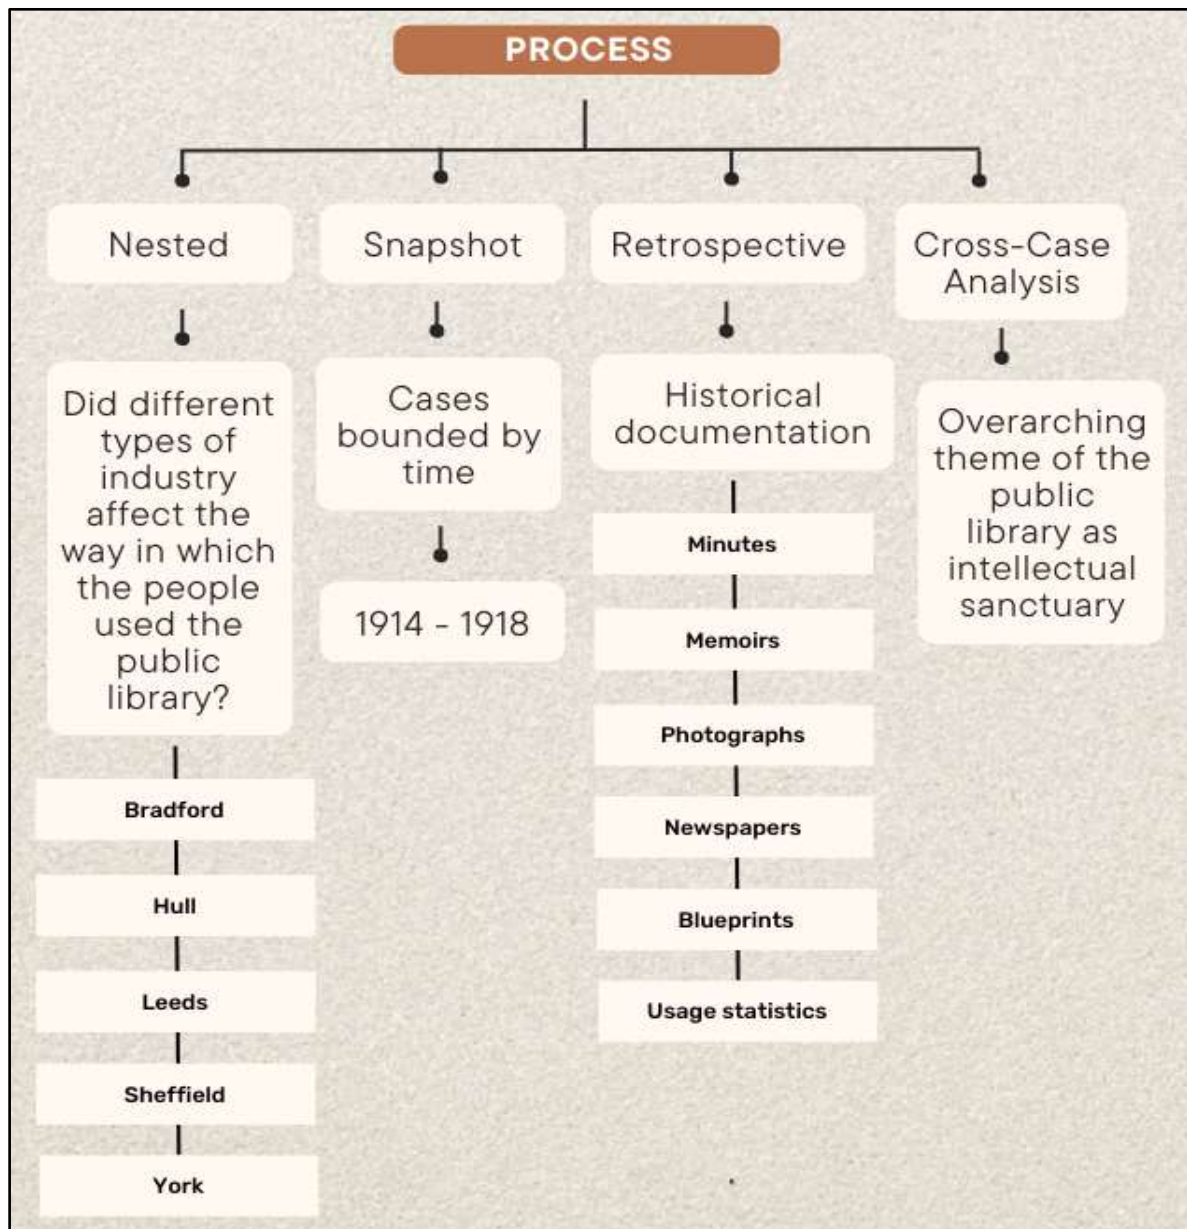 PROCESS
Nested
Did different
types of
industry
affect the
way in which
the people
used the
public
library?
Bradford
Hull
Leeds
Sheffield
York
Snapshot
Cases
bounded by
time
1914 - 1918
Retrospective
Historical
documentation
Minutes
Memoirs
Photographs
Newspapers
Blueprints
Usage statistics
Cross-Case
Analysis
Overarching
theme of the
public
library as
intellectual
sanctuary